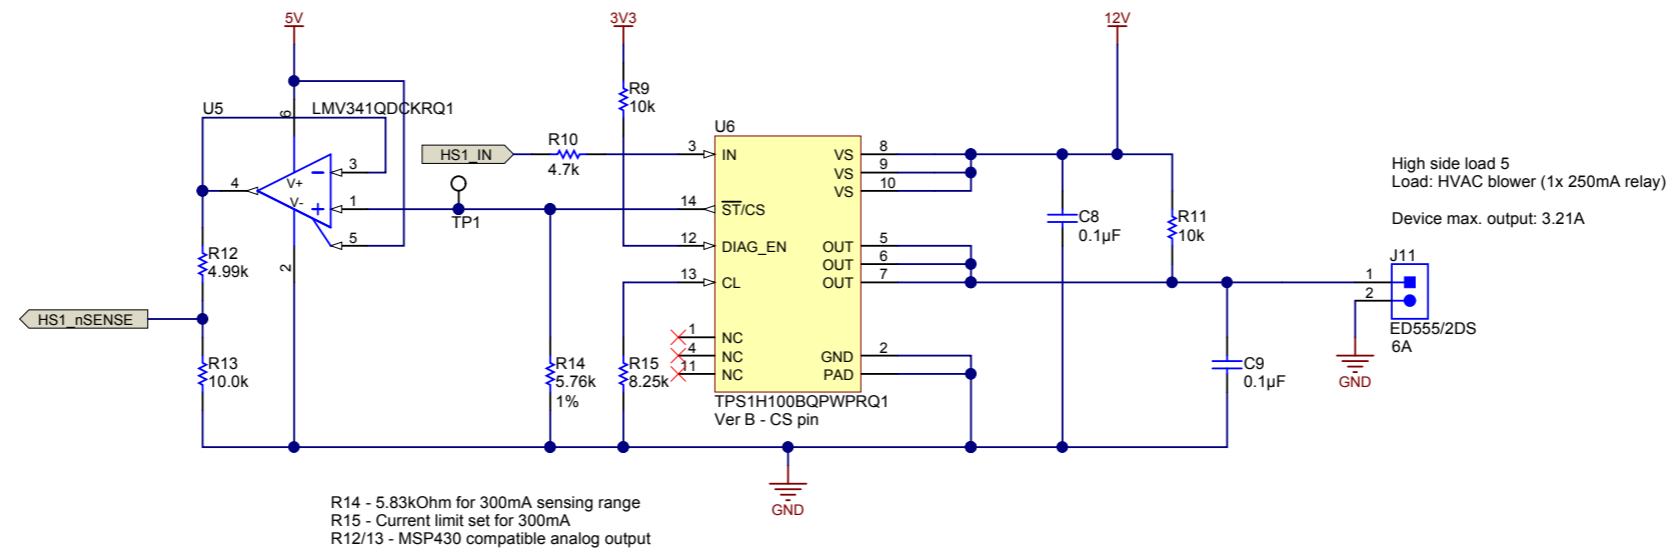 5V
3V3
12V
U5
LMV341QDCKRQ1
6
3
4
V+
V-
1
5
2
TP1
R12
4.99k
HS1_nSENSE
R13
10.0k
HS1_IN
R10
4.7k
R9
10k
R14
5.76k
1%
R15
8.25k
U6
3 IN
14 ST/CS
12 DIAG_EN
13 CL
1 NC
4 NC
11 NC
VS 8
VS 9
VS 10
OUT 5
OUT 6
OUT 7
GND 2
PAD
TPS1H100BQPWPRQ1
Ver B - CS pin
C8
0.1µF
R11
10k
C9
0.1µF
High side load 5
Load: HVAC blower (1x 250mA relay)
Device max. output: 3.21A
J11
1
2
ED555/2DS
6A
GND
GND
R14 - 5.83kOhm for 300mA sensing range
R15 - Current limit set for 300mA
R12/13 - MSP430 compatible analog output